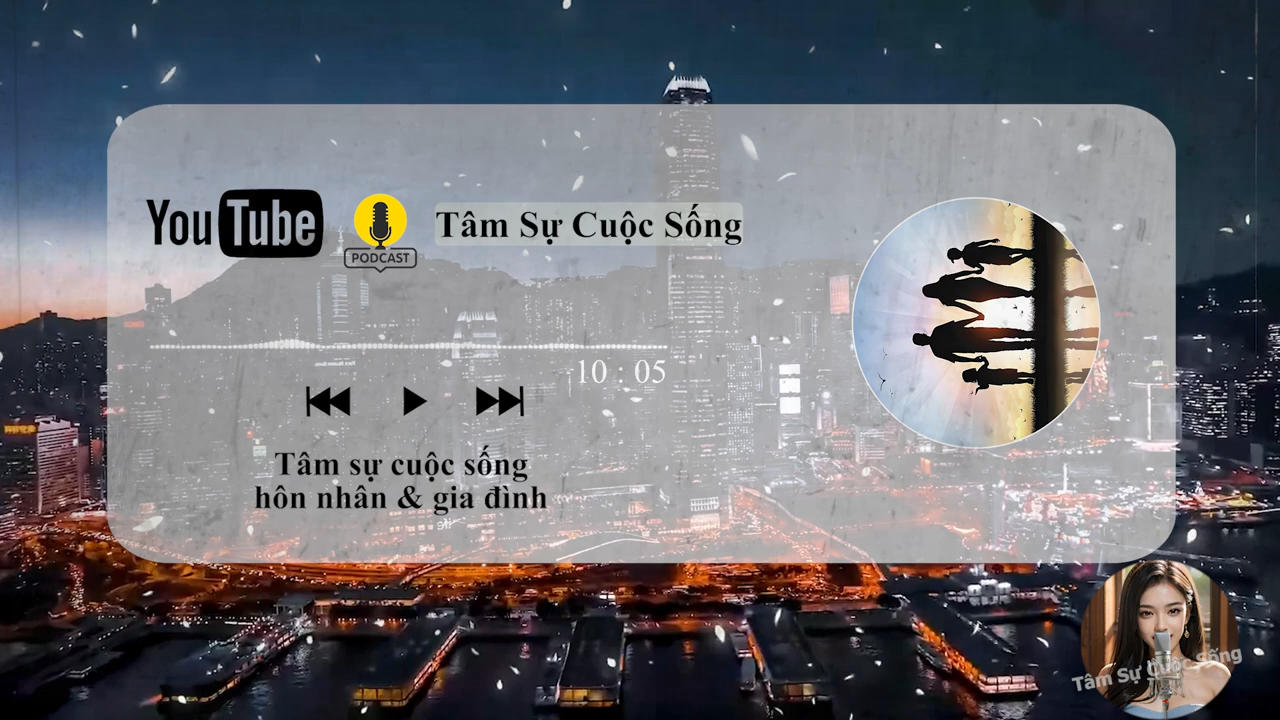 YouTube
PODCAST
Tâm Sự Cuộc Sống
10 : 05
Tâm sự cuộc sống
hôn nhân & gia đình
Tâm Sự Cuộc Sống